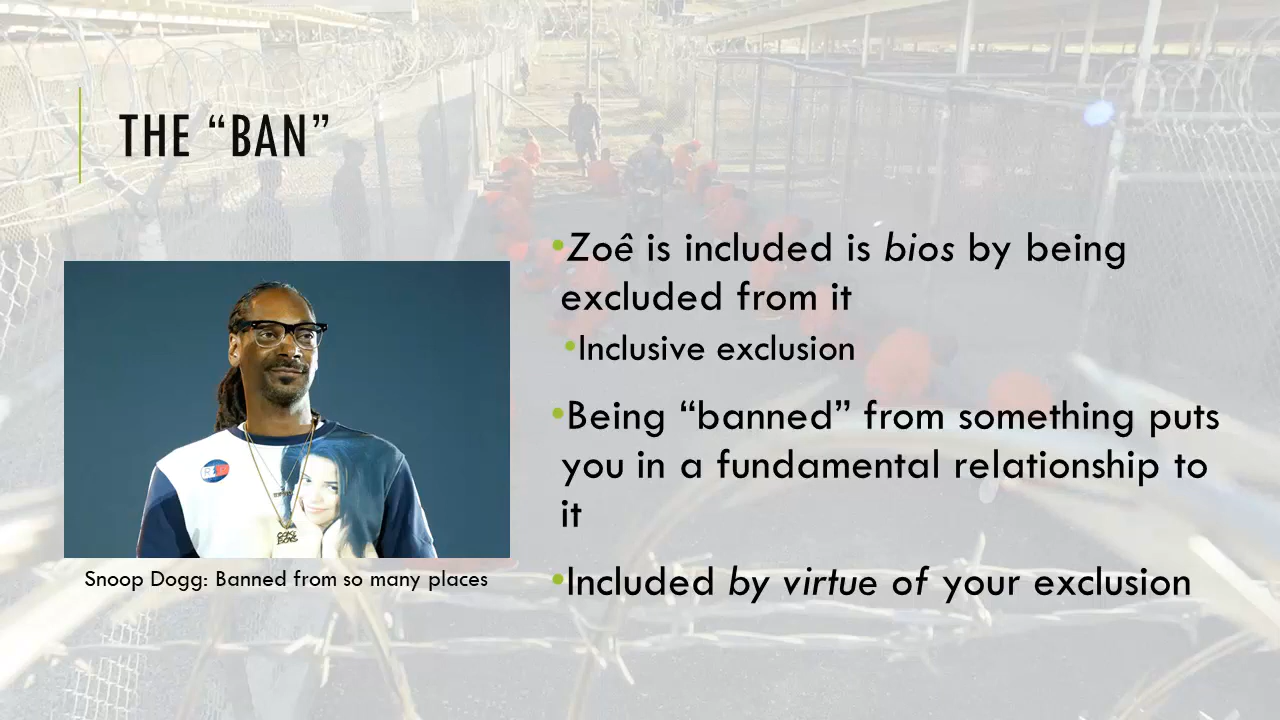 THE “BAN”
•Zoê is included is bios by being
excluded from it
•Inclusive exclusion
•Being “banned” from something puts
you in a fundamental relationship to
it
•Included by virtue of your exclusion
Snoop Dogg: Banned from so many places